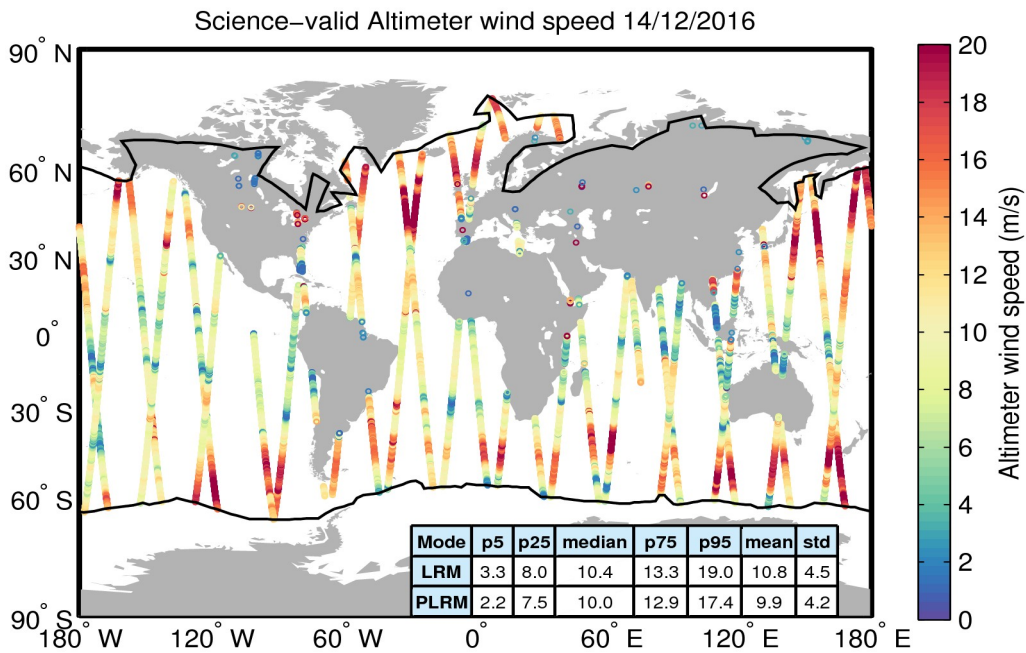 Science−valid Altimeter wind speed 14/12/2016
90° N
60° N
30° N
0°
30° S
60° S
90° S
180° W
120° W
60° W
0°
60° E
120° E
180° E
Mode p5 p25 median p75 p95 mean std
LRM 3.3 8.0 10.4 13.3 19.0 10.8 4.5
PLRM 2.2 7.5 10.0 12.9 17.4 9.9 4.2
20
18
16
14
12
10
8
6
4
2
0
Altimeter wind speed (m/s)